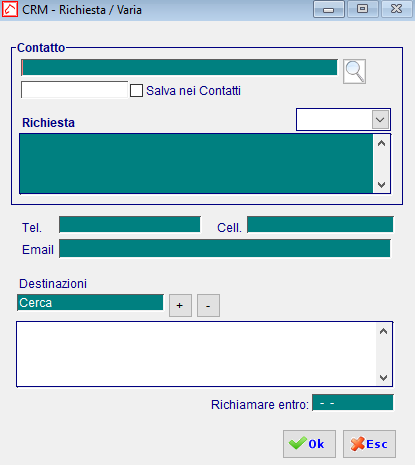 CRM - Richiesta / Varia
Contatto
Salva nei Contatti
Richiesta
Tel.
Cell.
Email
Destinazioni
Cerca
+ -
Richiamare entro: - -
Ok Esc